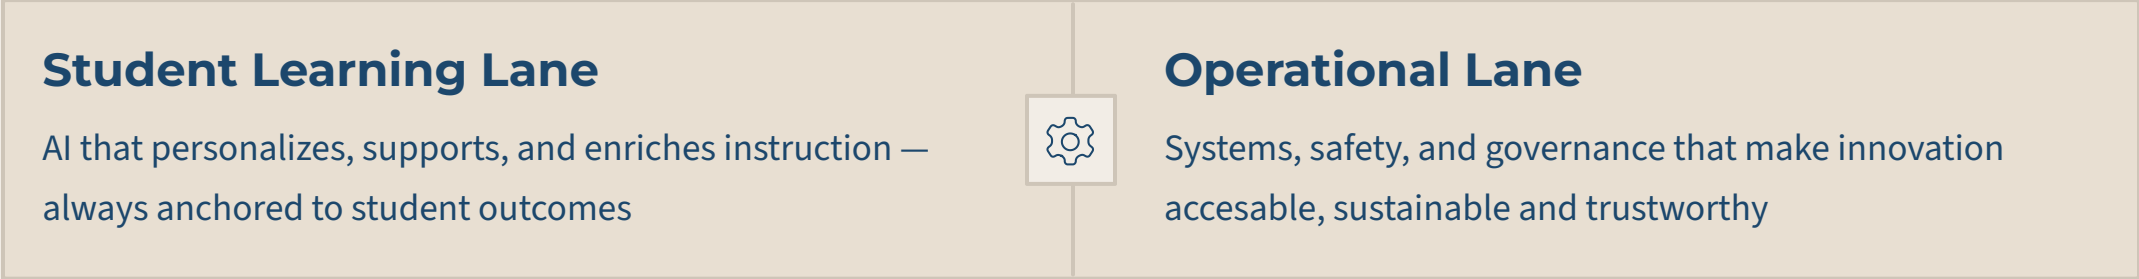 Student Learning Lane
AI that personalizes, supports, and enriches instruction —
always anchored to student outcomes
Operational Lane
Systems, safety, and governance that make innovation
accesable, sustainable and trustworthy